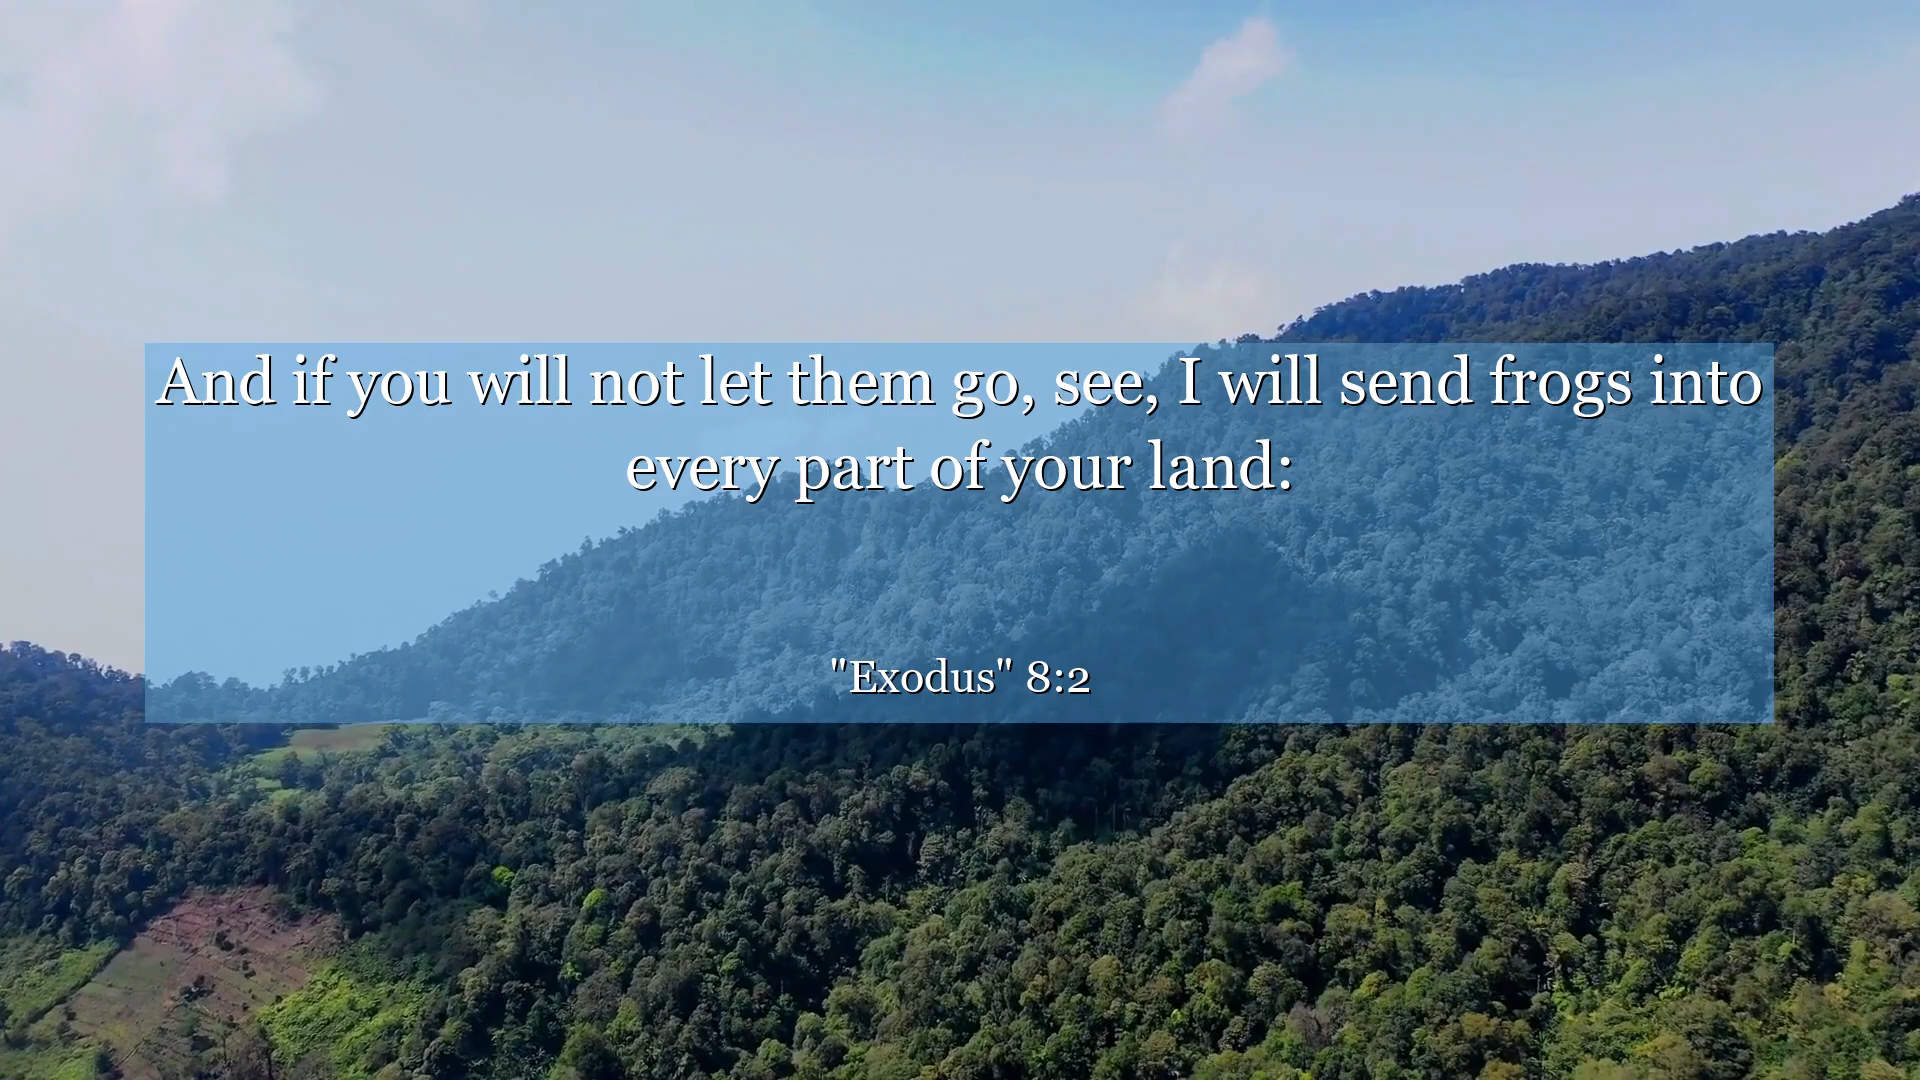 And if you will not let them go, see, I will send frogs into
every part of your land:
"Exodus" 8:2